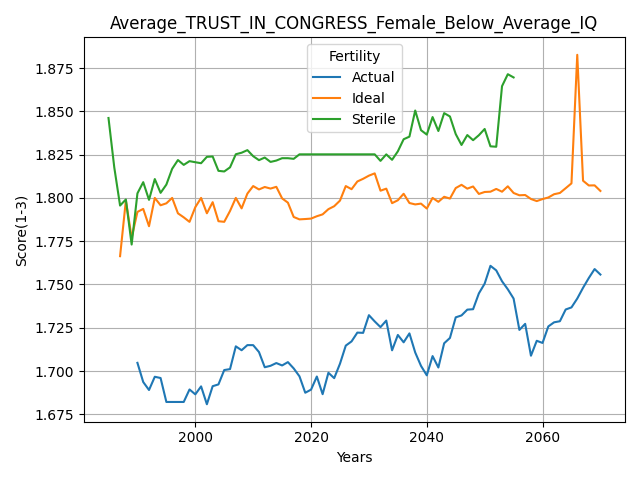 Average_TRUST_IN_CONGRESS_Female_Below_Average_IQ
Fertility
Actual
Ideal
Sterile
Score(1-3)
1.875
1.850
1.825
1.800
1.775
1.750
1.725
1.700
1.675
2000
2020
2040
2060
Years